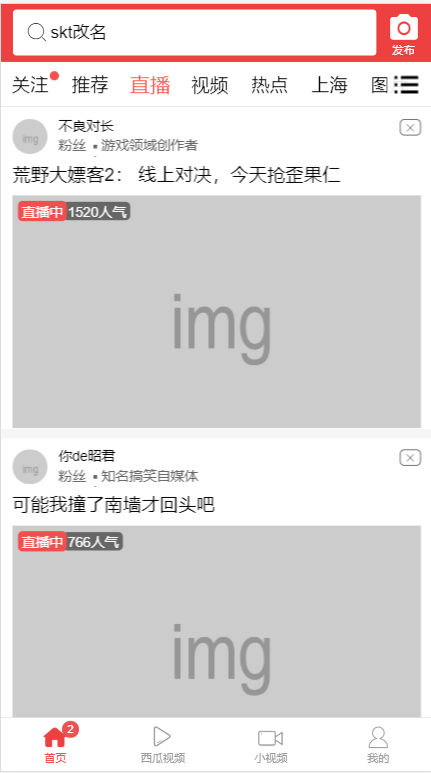 skt改名
发布
关注 推荐 直播 视频 热点 上海 图
img
不良对长
粉丝 ▪ 游戏领域创作者
荒野大嫖客2： 线上对决，今天抢歪果仁
直播中 1520人气
img
img
你de昭君
粉丝 ▪ 知名搞笑自媒体
可能我撞了南墙才回头吧
直播中 766人气
img
2
首页 西瓜视频 小视频 我的